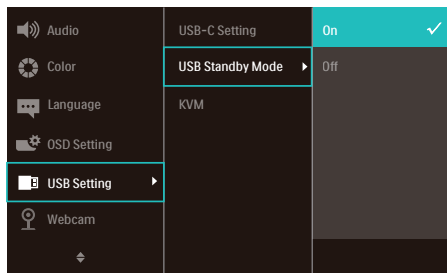 Audio
Color
Language
OSD Setting
USB Setting
Webcam
USB-C Setting
USB Standby Mode
KVM
On
Off